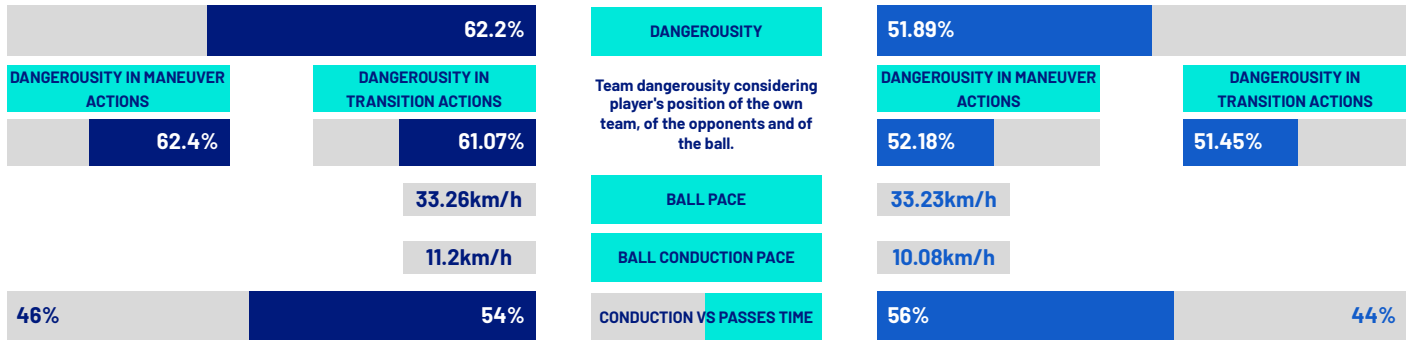 62.2%
DANGEROUSITY
51.89%
DANGEROUSITY IN MANEUVER
ACTIONS
DANGEROUSITY IN
TRANSITION ACTIONS
Team dangerousity considering
player's position of the own
team, of the opponents and of
the ball.
DANGEROUSITY IN MANEUVER
ACTIONS
DANGEROUSITY IN
TRANSITION ACTIONS
62.4%
61.07%
52.18%
51.45%
33.26km/h
BALL PACE
33.23km/h
11.2km/h
BALL CONDUCTION PACE
10.08km/h
46%
54%
CONDUCTION VS PASSES TIME
56%
44%